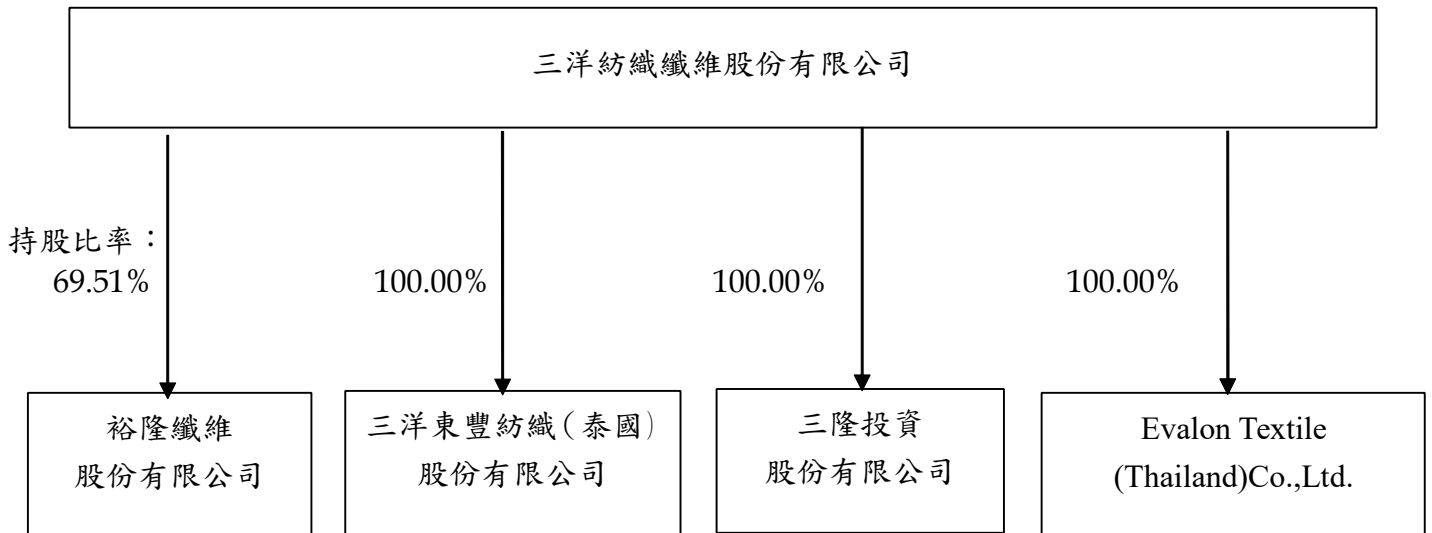 三洋紡織纖維股份有限公司
持股比率：
69.51%
100.00%
100.00%
100.00%
裕隆纖維
股份有限公司
三洋東豐紡織（泰國）
股份有限公司
三隆投資
股份有限公司
Evalon Textile
(Thailand)Co.,Ltd.